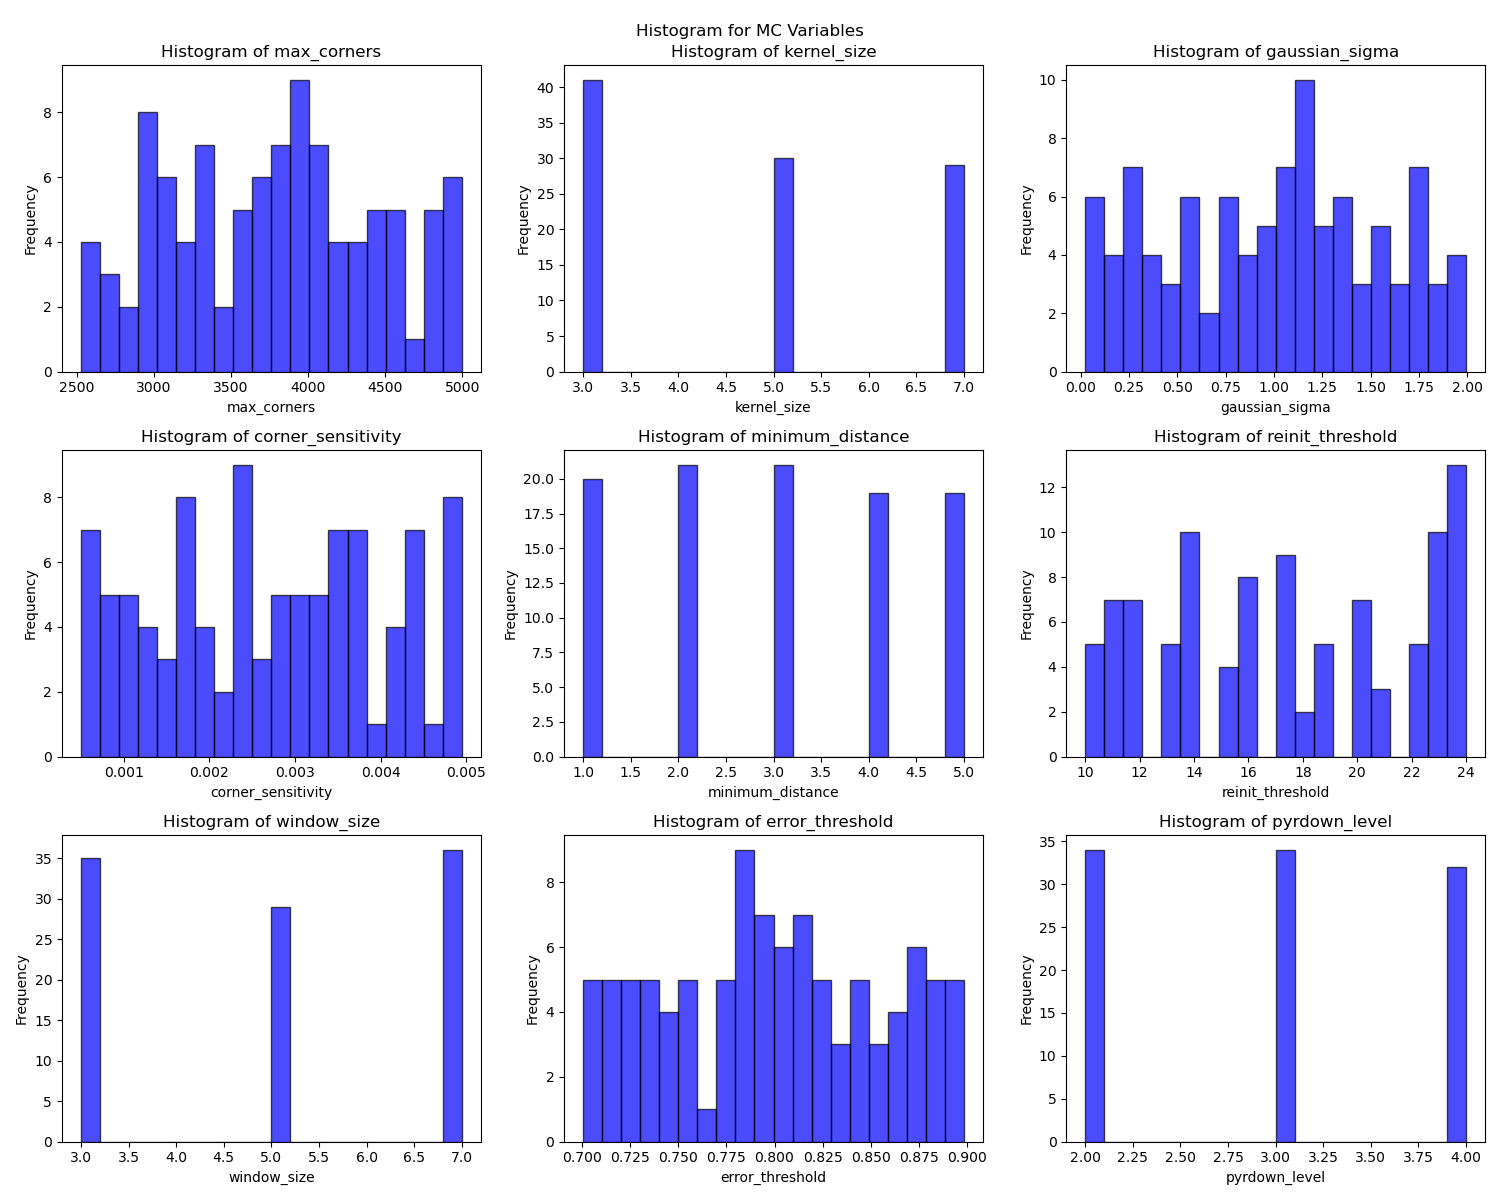 Histogram for MC Variables
Histogram of max_corners
Frequency
8
6
4
2
0
2500 3000 3500 4000 4500 5000
max_corners
Histogram of kernel_size
Frequency
40
35
30
25
20
15
10
5
0
3.0 3.5 4.0 4.5 5.0 5.5 6.0 6.5 7.0
kernel_size
Histogram of gaussian_sigma
Frequency
10
8
6
4
2
0
0.00 0.25 0.50 0.75 1.00 1.25 1.50 1.75 2.00
gaussian_sigma
Histogram of corner_sensitivity
Frequency
8
6
4
2
0
0.001 0.002 0.003 0.004 0.005
corner_sensitivity
Histogram of minimum_distance
Frequency
20.0
17.5
15.0
12.5
10.0
7.5
5.0
2.5
0.0
1.0 1.5 2.0 2.5 3.0 3.5 4.0 4.5 5.0
minimum_distance
Histogram of reinit_threshold
Frequency
12
10
8
6
4
2
0
10 12 14 16 18 20 22 24
reinit_threshold
Histogram of window_size
Frequency
35
30
25
20
15
10
5
0
3.0 3.5 4.0 4.5 5.0 5.5 6.0 6.5 7.0
window_size
Histogram of error_threshold
Frequency
8
6
4
2
0
0.700 0.725 0.750 0.775 0.800 0.825 0.850 0.875 0.900
error_threshold
Histogram of pyrdown_level
Frequency
35
30
25
20
15
10
5
0
2.00 2.25 2.50 2.75 3.00 3.25 3.50 3.75 4.00
pyrdown_level